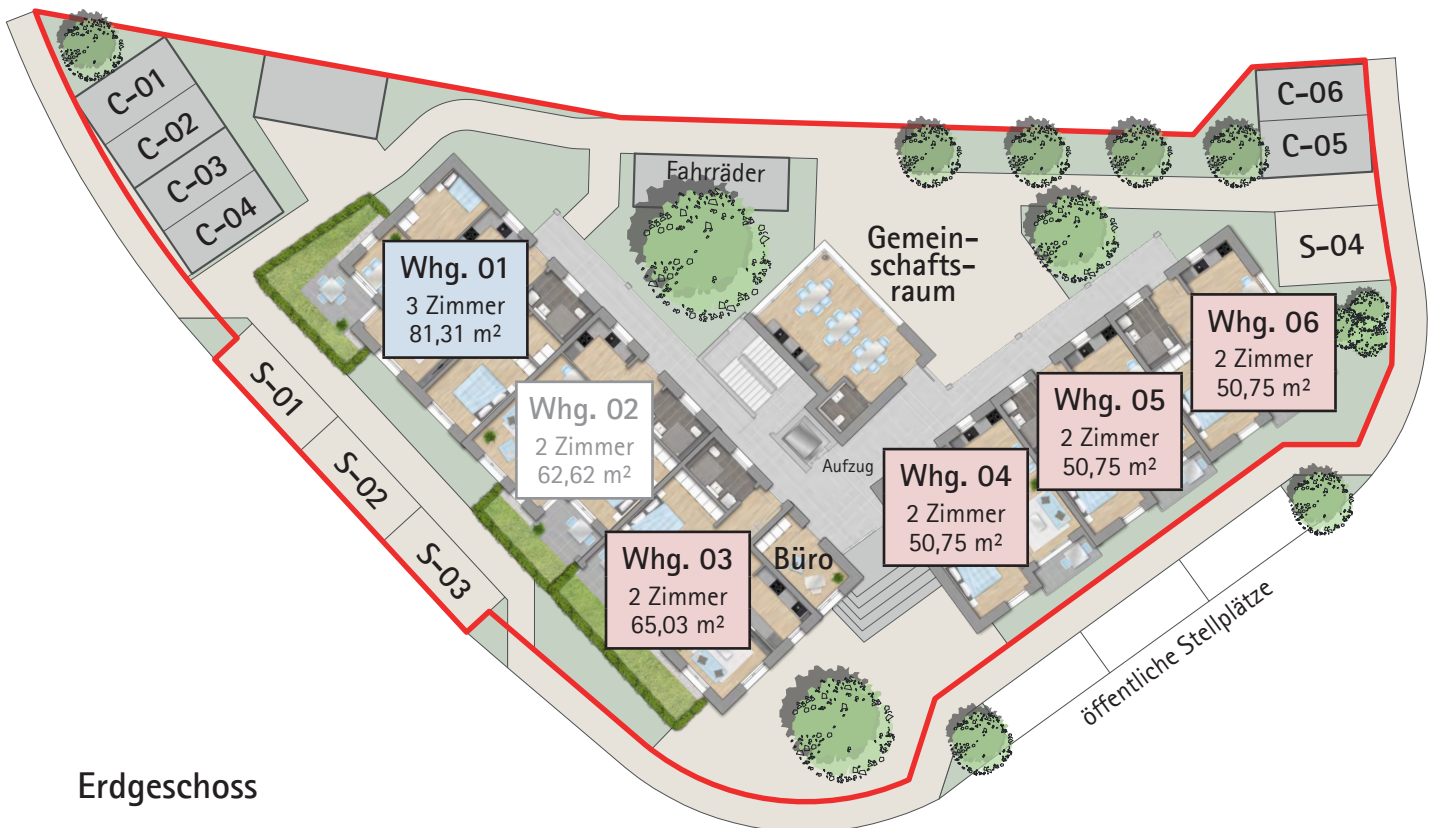 C-01
C-02
C-03
C-04
C-06
C-05
S-04
Fahrräder
Gemein-
schafts-
raum
Whg. 01
3 Zimmer
81,31 m²
Whg. 02
2 Zimmer
62,62 m²
Whg. 03
2 Zimmer
65,03 m²
Büro
Aufzug
Whg. 04
2 Zimmer
50,75 m²
Whg. 05
2 Zimmer
50,75 m²
Whg. 06
2 Zimmer
50,75 m²
S-01
S-02
S-03
öffentliche Stellplätze
Erdgeschoss